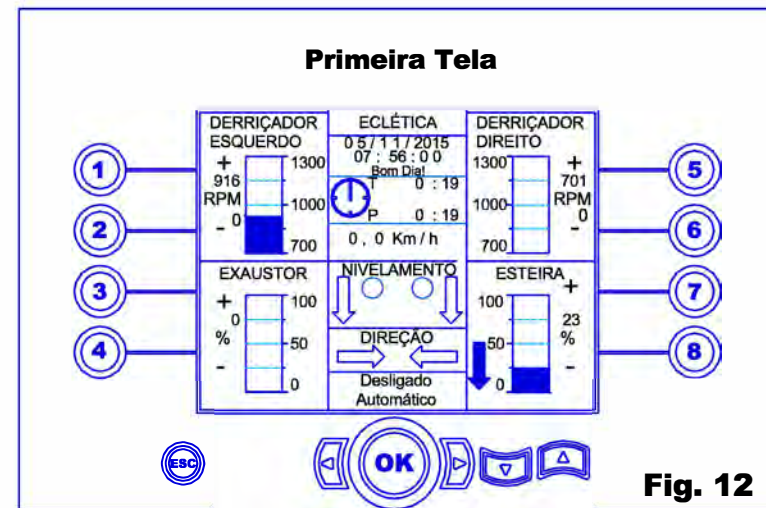 Primeira Tela
DERRIÇADOR
ESQUERDO
+
916
RPM
0
-
1300
1000
700
ECLÉTICA
05/11/2015
07:56:00
Bom Dia!
T 0:19
P 0:19
0,0 Km/h
DERRIÇADOR
DIREITO
1300
1000
700
+
701
RPM
0
-
EXAUSTOR
+
0
%
-
100
50
0
NIVELAMENTO
DIREÇÃO
Desligado
Automático
ESTEIRA
100
50
0
+
23
%
-
1
2
3
4
5
6
7
8
ESC
OK
Fig. 12